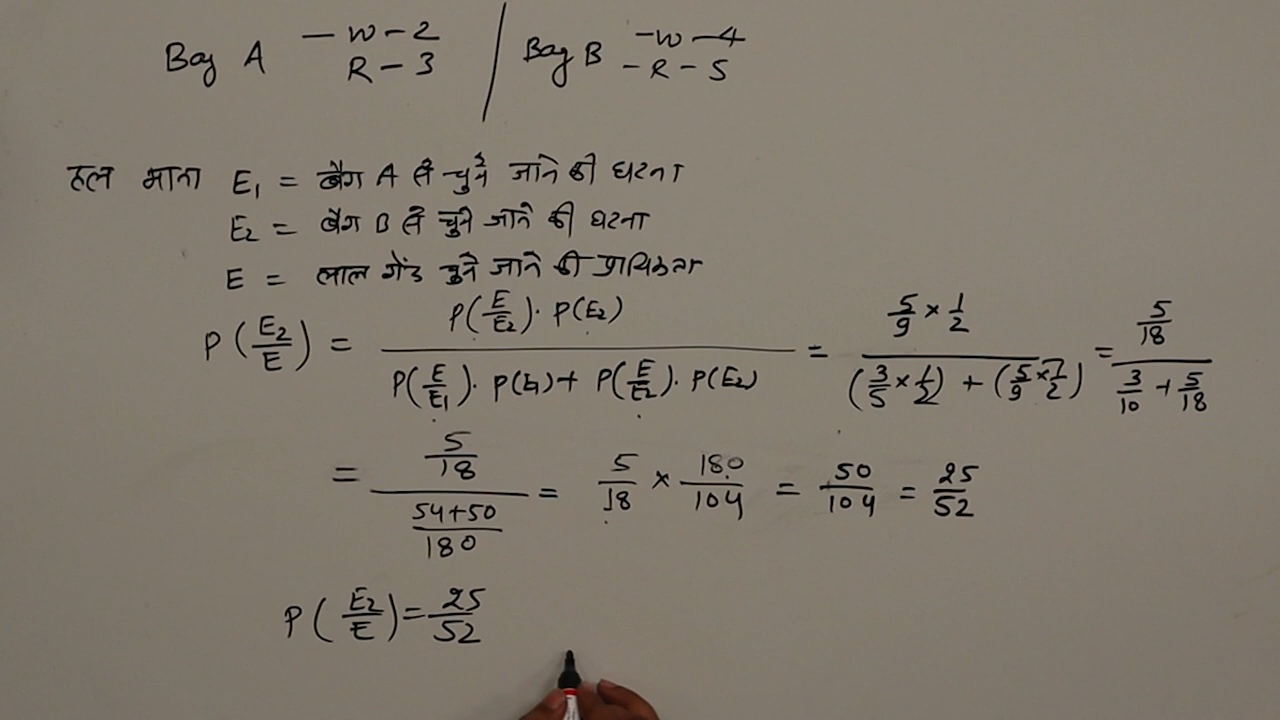 Bag A - W - 2 / Bag B - W - 4
R - 3 - R - 5
हल माना E1 = बैग A से चुने जाने की घटना
E2 = बैग B से चुने जाने की घटना
E = लाल गेंद चुने जाने की प्रायिकता
P(E2/E) = P(E/E2) · P(E2) / P(E/E1) · P(E1) + P(E/E2) · P(E2) = 5/9 × 1/2 / (3/5 × 1/2) + (5/9 × 1/2) = 5/18 / 3/10 + 5/18
= 5/18 / 54+50/180 = 5/18 × 180/104 = 50/104 = 25/52
P(E2/E) = 25/52